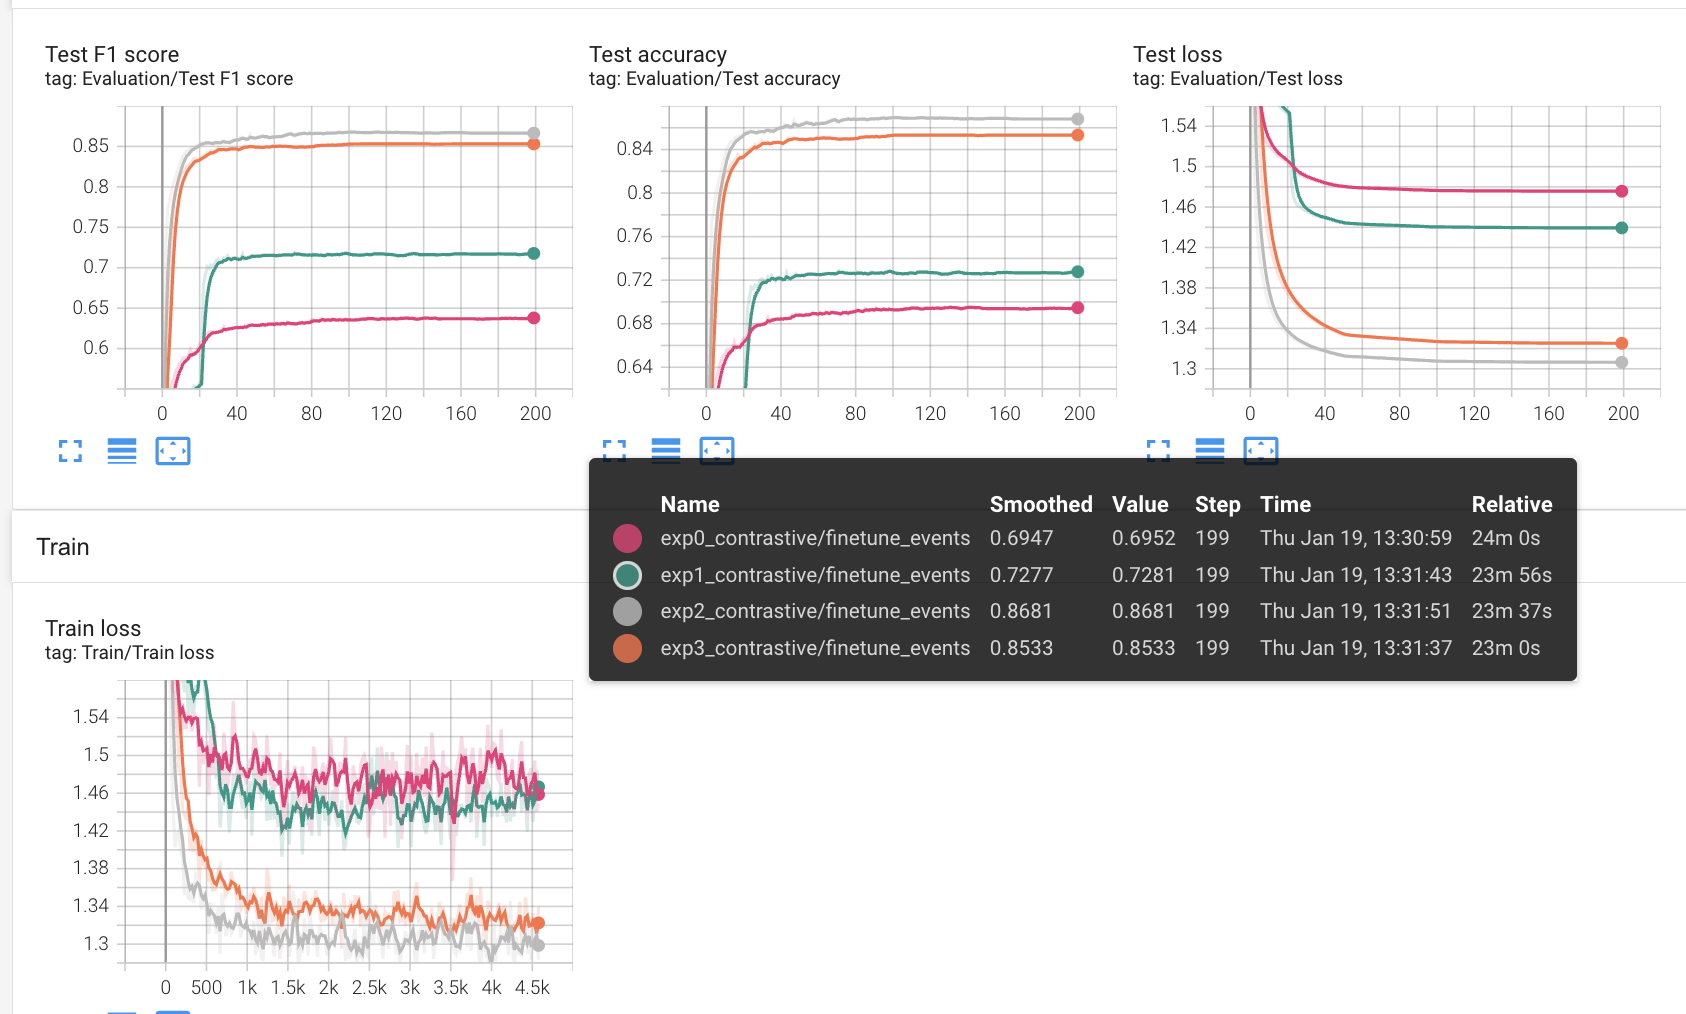 Test F1 score
tag: Evaluation/Test F1 score
0.85
0.8
0.75
0.7
0.65
0.6
0 40 80 120 160 200
Test accuracy
tag: Evaluation/Test accuracy
0.84
0.8
0.76
0.72
0.68
0.64
0 40 80 120 160 200
Test loss
tag: Evaluation/Test loss
1.54
1.5
1.46
1.42
1.38
1.34
1.3
0 40 80 120 160 200
Name Smoothed Value Step Time Relative
exp0_contrastive/finetune_events 0.6947 0.6952 199 Thu Jan 19, 13:30:59 24m 0s
exp1_contrastive/finetune_events 0.7277 0.7281 199 Thu Jan 19, 13:31:43 23m 56s
exp2_contrastive/finetune_events 0.8681 0.8681 199 Thu Jan 19, 13:31:51 23m 37s
exp3_contrastive/finetune_events 0.8533 0.8533 199 Thu Jan 19, 13:31:37 23m 0s
Train
Train loss
tag: Train/Train loss
1.54
1.5
1.46
1.42
1.38
1.34
1.3
0 500 1k 1.5k 2k 2.5k 3k 3.5k 4k 4.5k